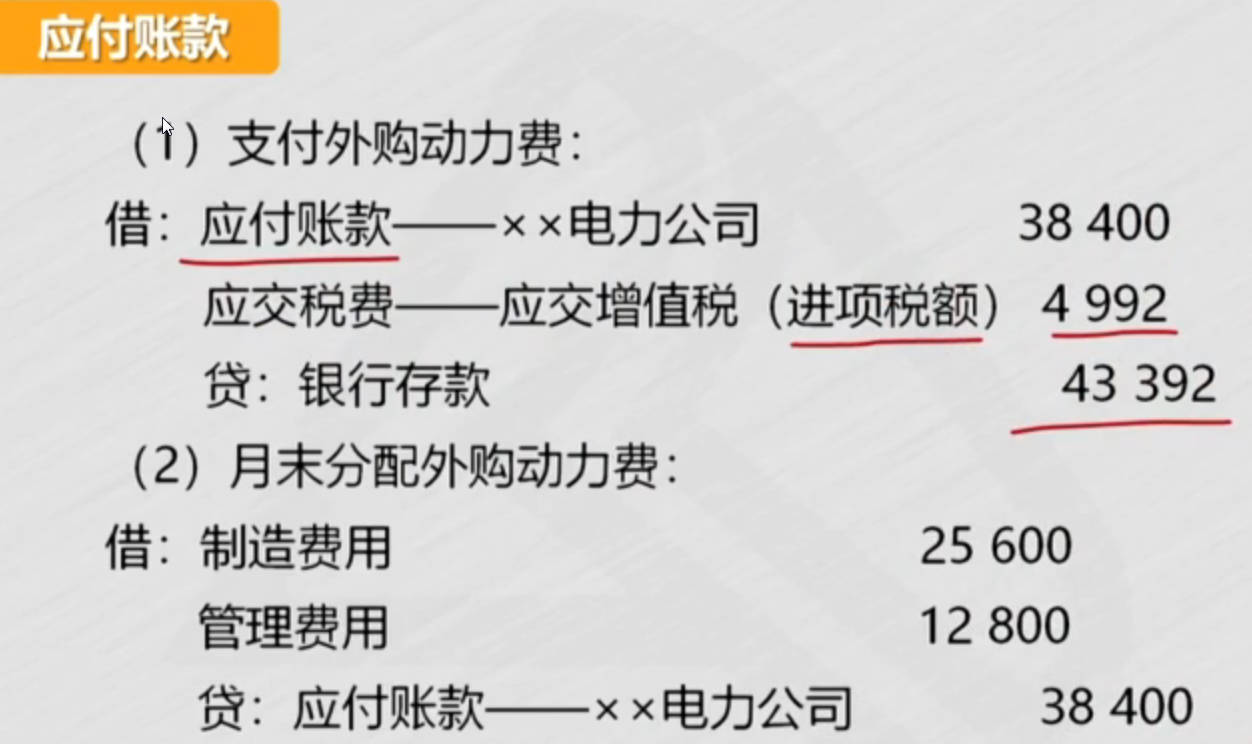 应付账款
（1）支付外购动力费：
借：应付账款——××电力公司 38 400
应交税费——应交增值税（进项税额） 4 992
贷：银行存款 43 392
（2）月末分配外购动力费：
借：制造费用 25 600
管理费用 12 800
贷：应付账款——××电力公司 38 400